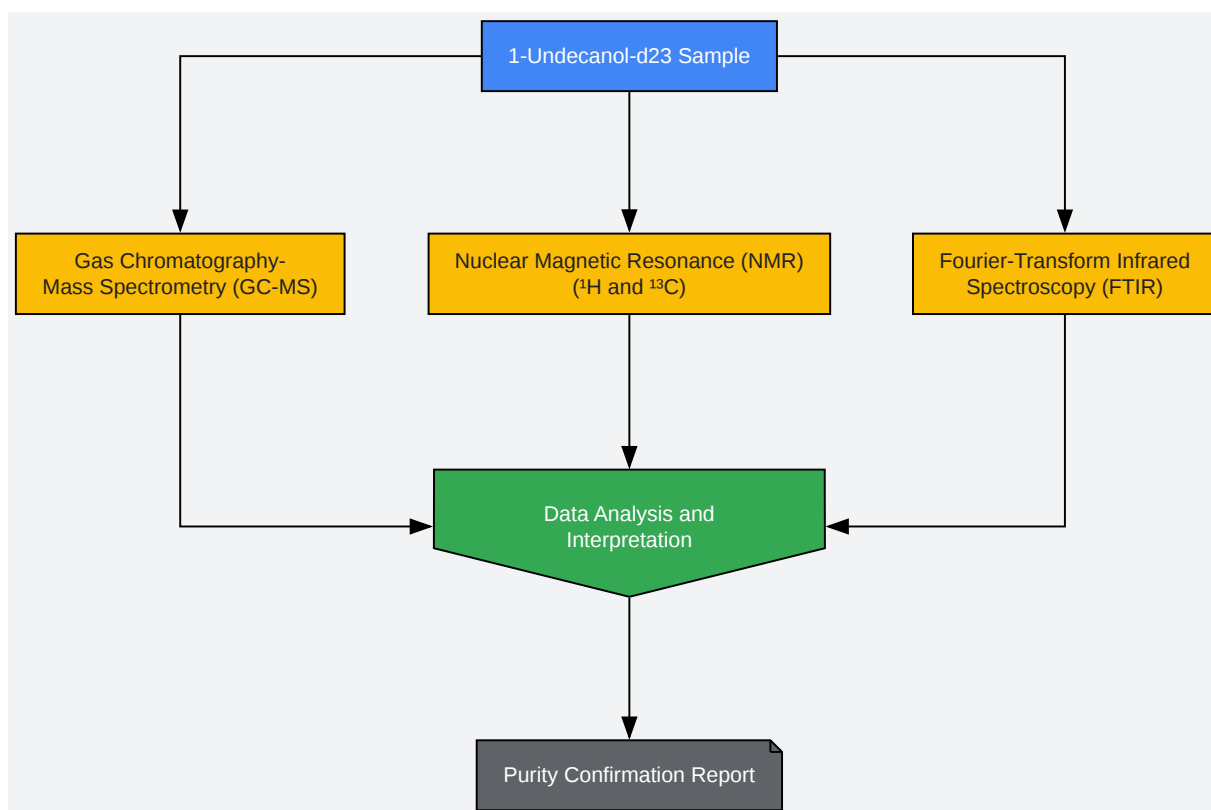 1-Undecanol-d23 Sample
Gas Chromatography-
Mass Spectrometry (GC-MS)
Nuclear Magnetic Resonance (NMR)
(¹H and ¹³C)
Fourier-Transform Infrared
Spectroscopy (FTIR)
Data Analysis and
Interpretation
Purity Confirmation Report